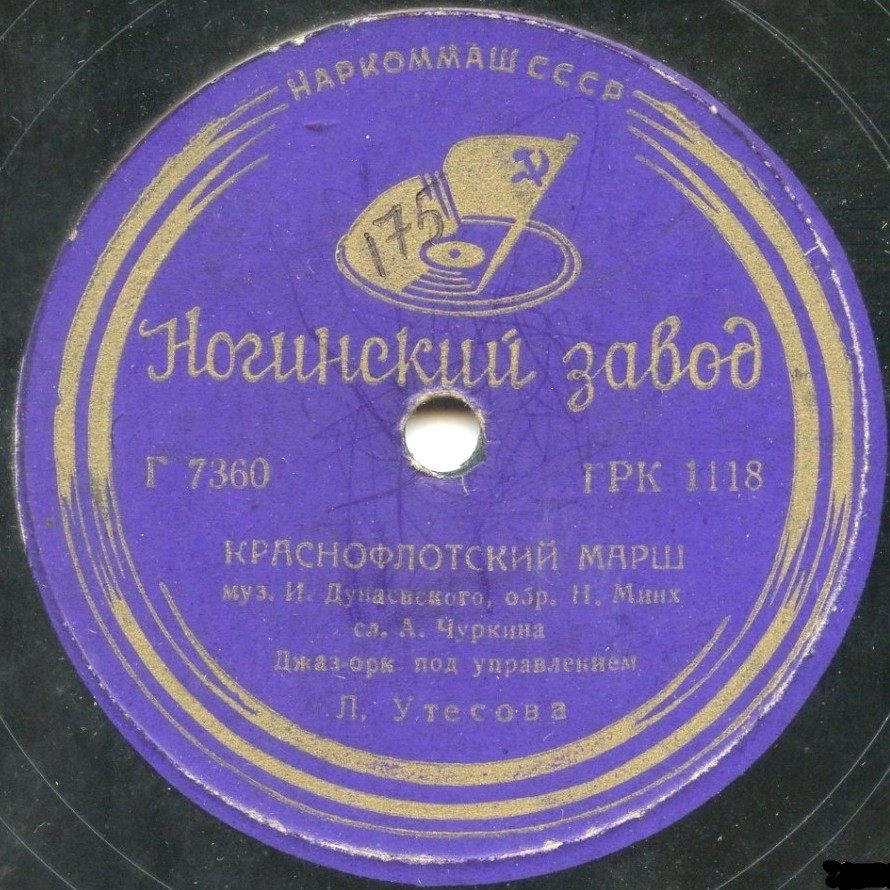 НАРКОММАШ СССР
175
Ногинский завод
Г 7360 ГРК 1118
КРАСНОФЛОТСКИЙ МАРШ
муз. И. Дунаевского, обр. Н. Минх
сл. А. Чуркина
Джаз-орк под управлением
Л. Утесова